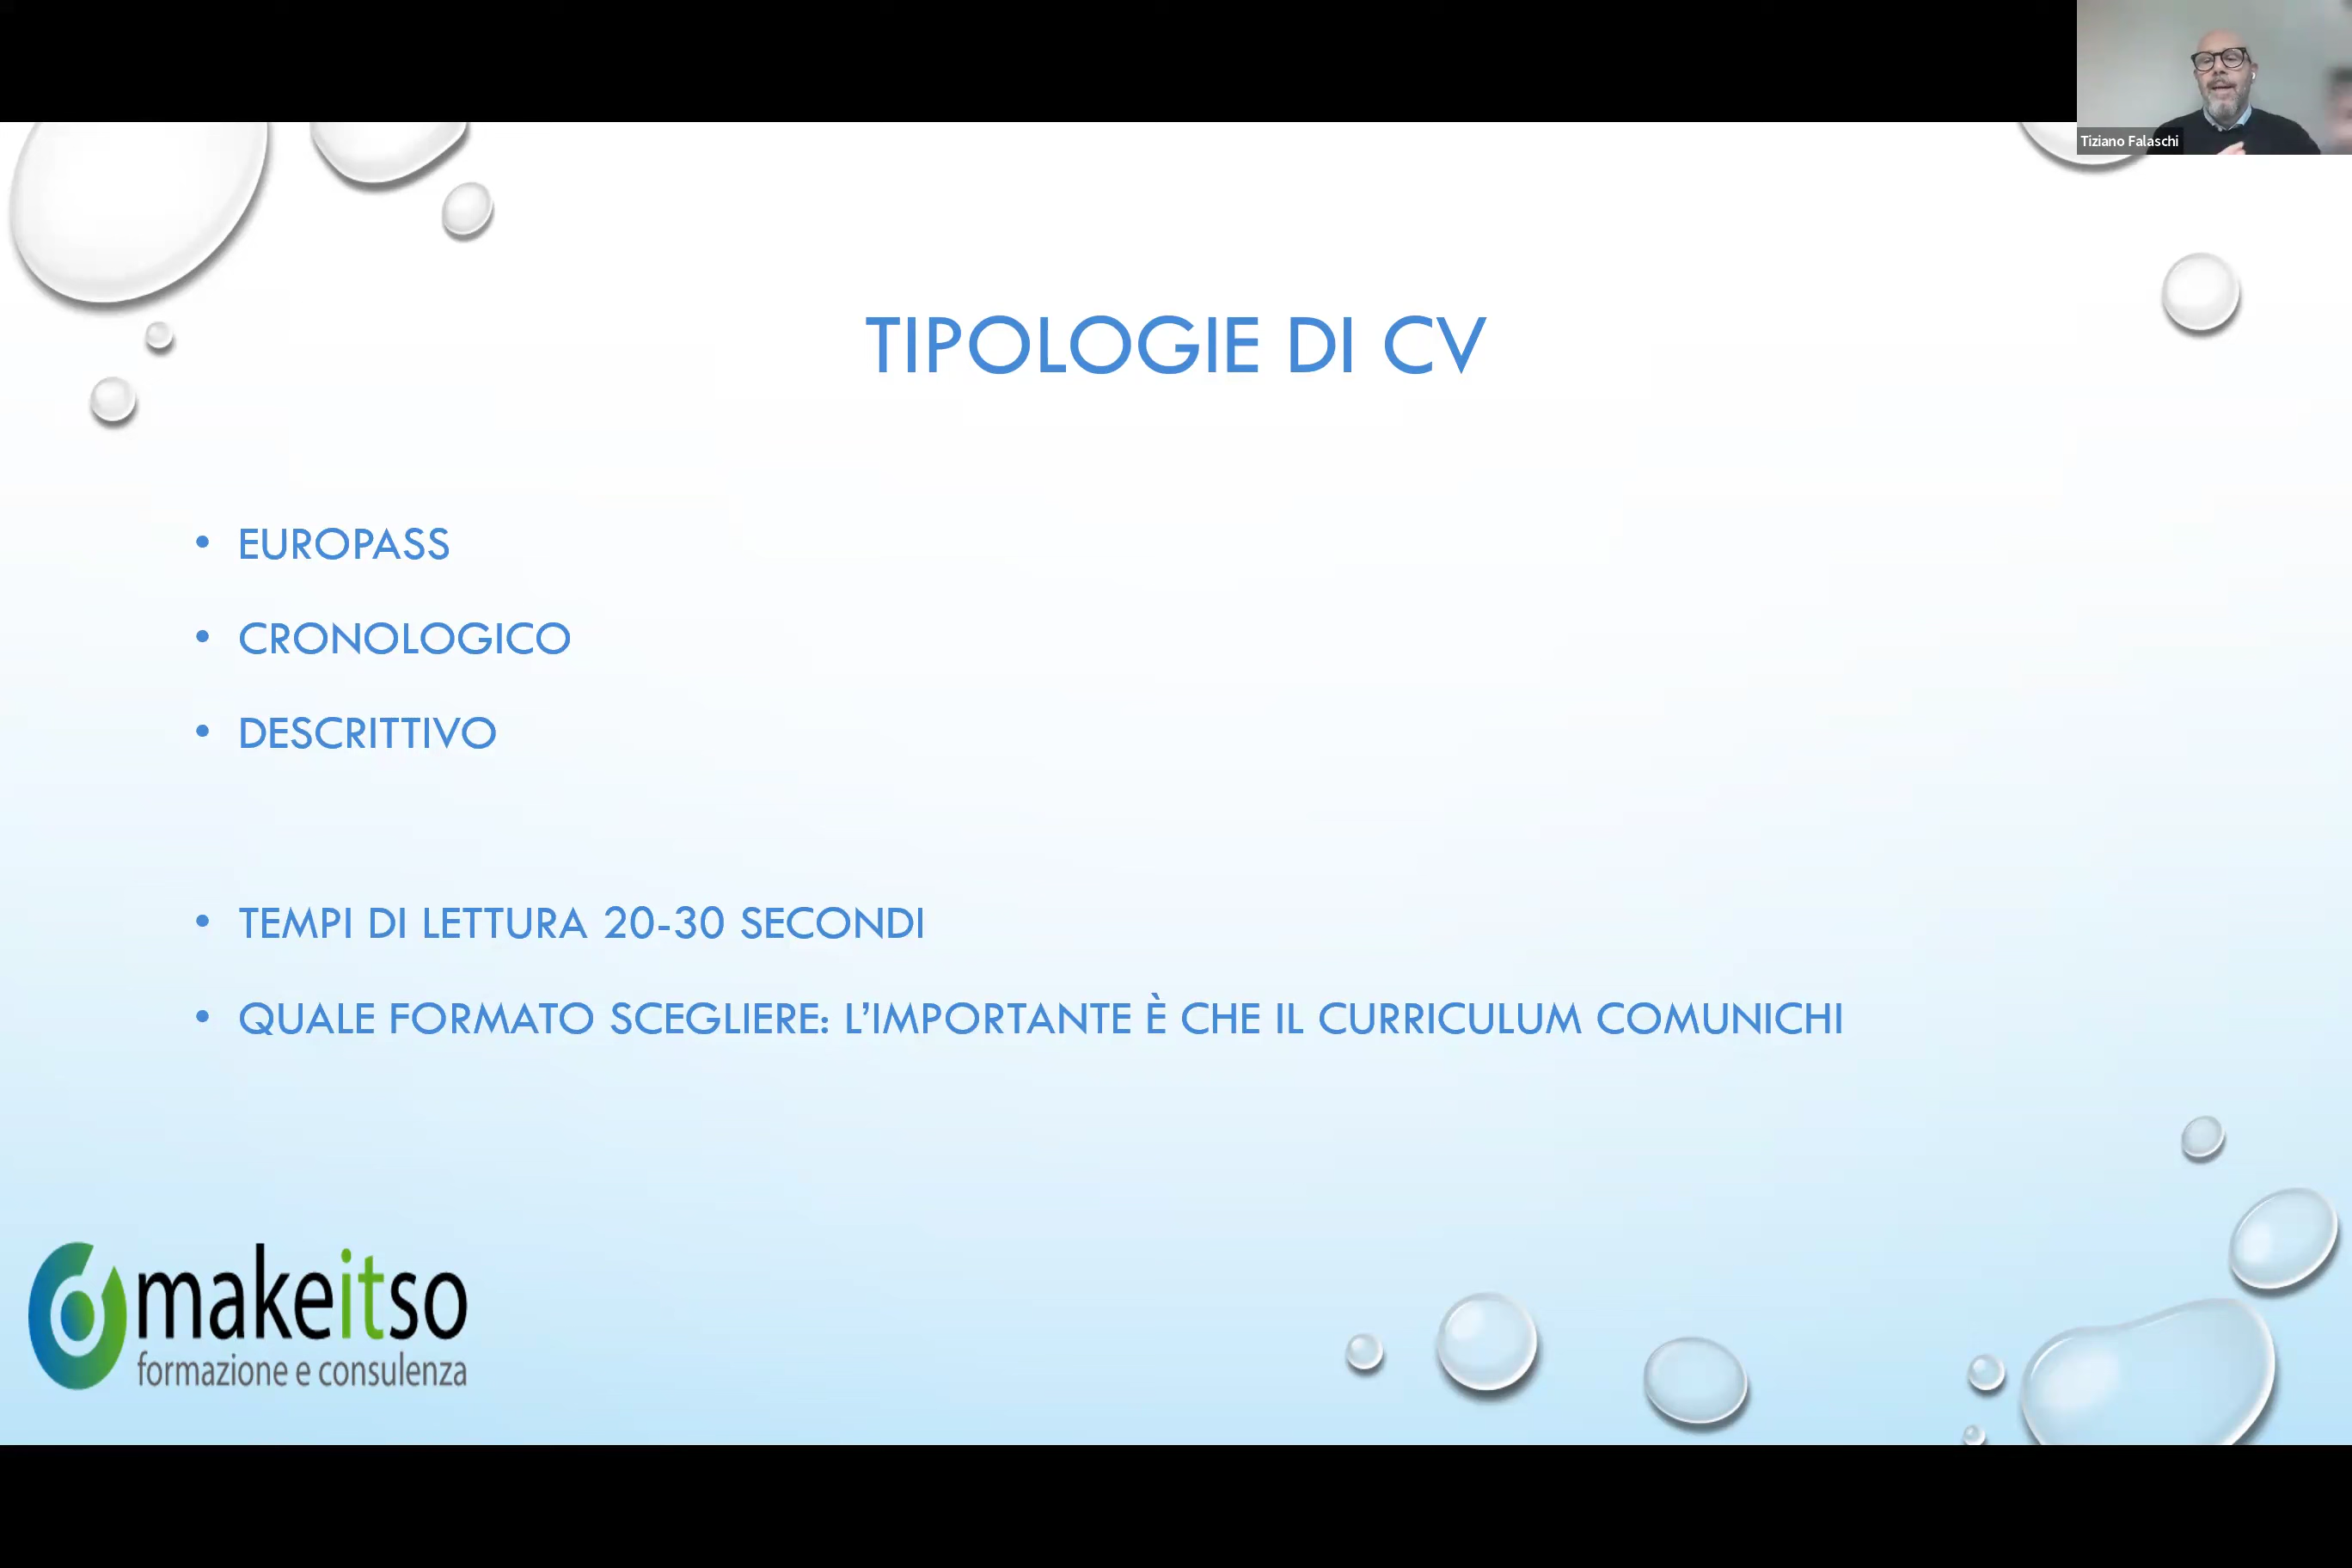 Tiziano Falaschi
TIPOLOGIE DI CV
• EUROPASS
• CRONOLOGICO
• DESCRITTIVO
• TEMPI DI LETTURA 20-30 SECONDI
• QUALE FORMATO SCEGLIERE: L’IMPORTANTE È CHE IL CURRICULUM COMUNICHI
makeitso
formazione e consulenza